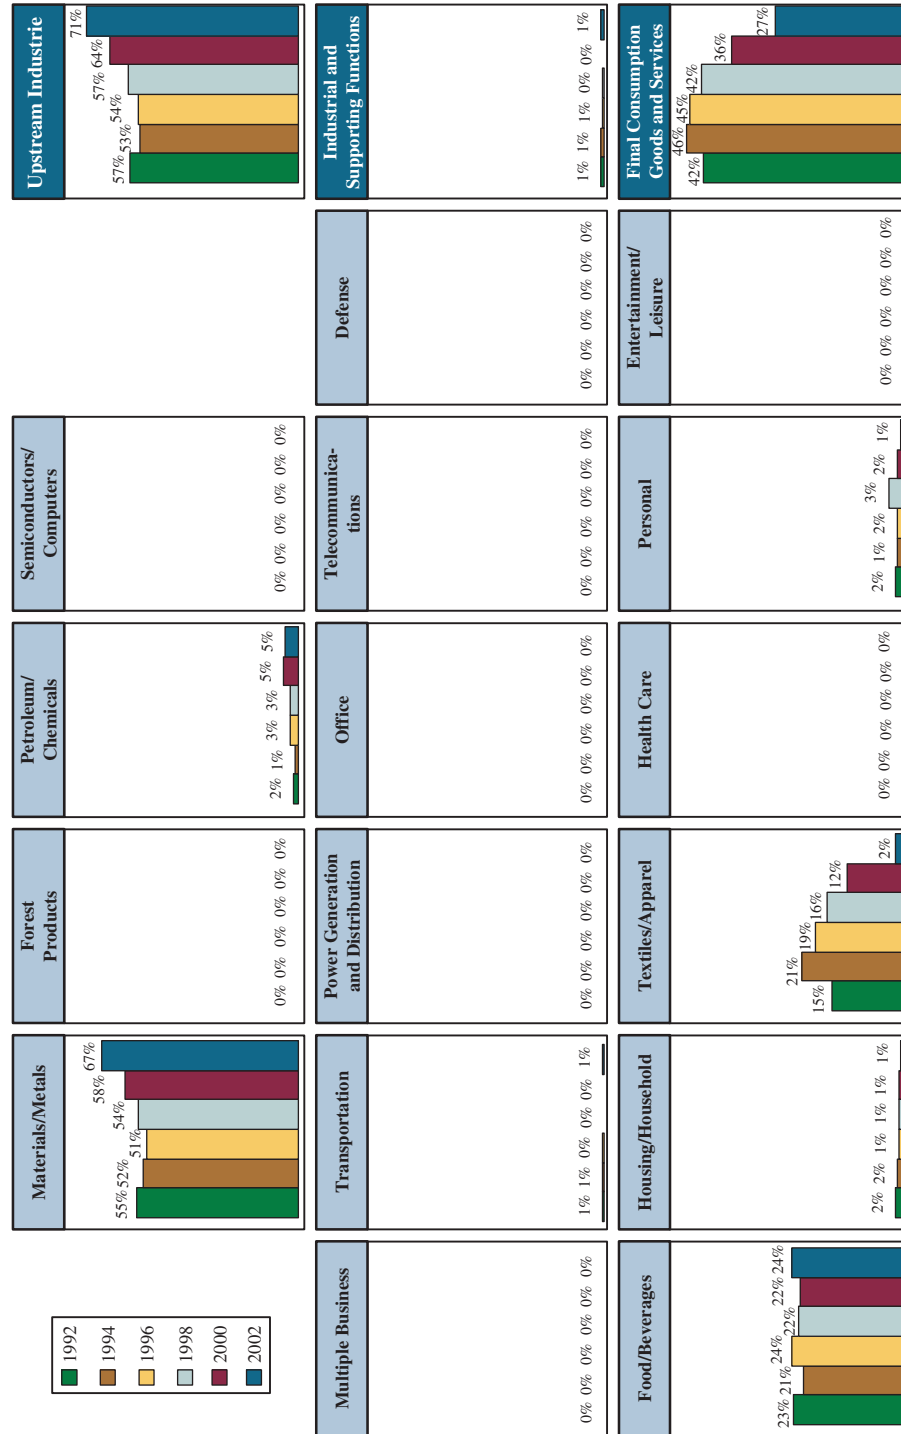 1992
1994
1996
1998
2000
2002
Materials/Metals
55% 52% 51% 54% 58% 67%
Forest
Products
0% 0% 0% 0% 0% 0%
Petroleum/
Chemicals
2% 1% 3% 3% 5% 5%
Semiconductors/
Computers
0% 0% 0% 0% 0% 0%
Upstream Industrie
57% 53% 54% 57% 64% 71%
Multiple Business
0% 0% 0% 0% 0% 0%
Transportation
1% 1% 0% 0% 0% 1%
Power Generation
and Distribution
0% 0% 0% 0% 0% 0%
Office
0% 0% 0% 0% 0% 0%
Telecommunica-
tions
0% 0% 0% 0% 0% 0%
Defense
0% 0% 0% 0% 0% 0%
Industrial and
Supporting Functions
1% 1% 1% 0% 0% 1%
Food/Beverages
23% 21% 24% 22% 22% 24%
Housing/Household
2% 2% 1% 1% 1% 1%
Textiles/Apparel
15% 21% 19% 16% 12% 2%
Health Care
0% 0% 0% 0% 0% 0%
Personal
2% 1% 2% 3% 2% 1%
Entertainment/
Leisure
0% 0% 0% 0% 0% 0%
Final Consumption
Goods and Services
42% 46% 45% 42% 36% 27%